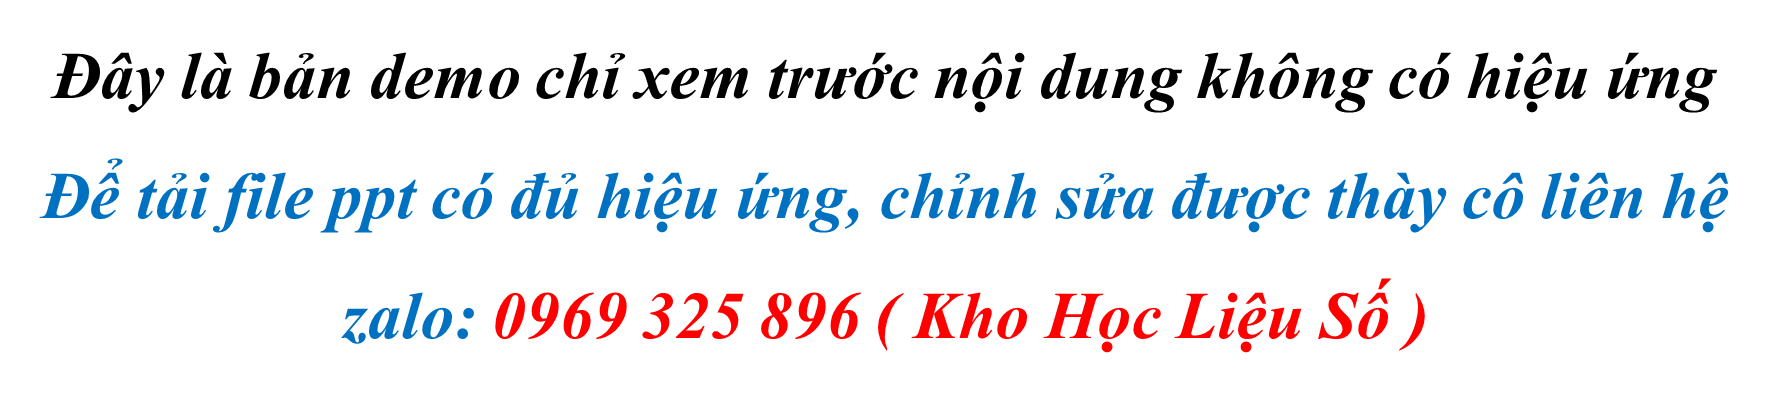 Đây là bản demo chỉ xem trước nội dung không có hiệu ứng
Để tải file ppt có đủ hiệu ứng, chỉnh sửa được thày cô liên hệ
zalo: 0969 325 896 ( Kho Học Liệu Số )